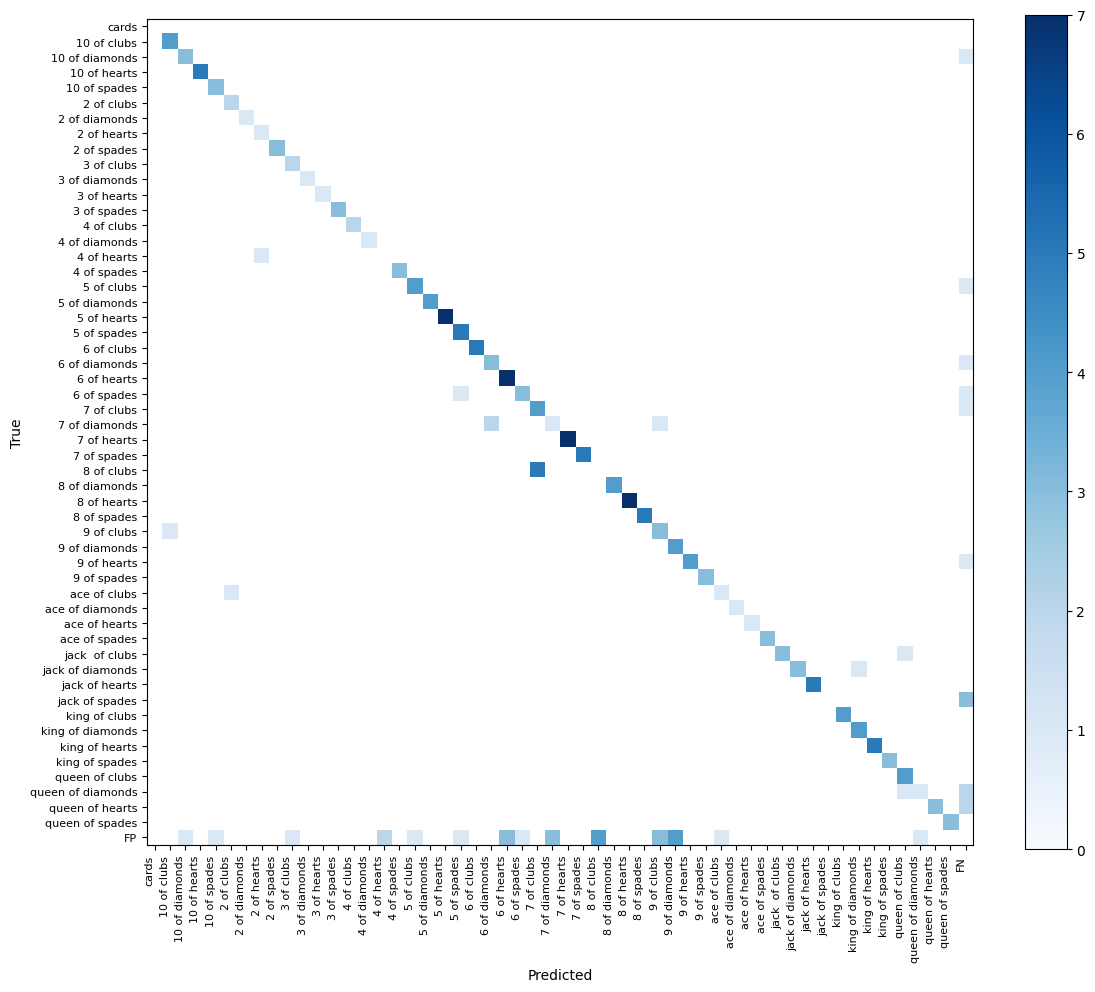 cards
10 of clubs
10 of diamonds
10 of hearts
10 of spades
2 of clubs
2 of diamonds
2 of hearts
2 of spades
3 of clubs
3 of diamonds
3 of hearts
3 of spades
4 of clubs
4 of diamonds
4 of hearts
4 of spades
5 of clubs
5 of diamonds
5 of hearts
5 of spades
6 of clubs
6 of diamonds
6 of hearts
6 of spades
7 of clubs
7 of diamonds
7 of hearts
7 of spades
8 of clubs
8 of diamonds
8 of hearts
8 of spades
9 of clubs
9 of diamonds
9 of hearts
9 of spades
ace of clubs
ace of diamonds
ace of hearts
ace of spades
jack  of clubs
jack of diamonds
jack of hearts
jack of spades
king of clubs
king of diamonds
king of hearts
king of spades
queen of clubs
queen of diamonds
queen of hearts
queen of spades
FP
True
cards
10 of clubs
10 of diamonds
10 of hearts
10 of spades
2 of clubs
2 of diamonds
2 of hearts
2 of spades
3 of clubs
3 of diamonds
3 of hearts
3 of spades
4 of clubs
4 of diamonds
4 of hearts
4 of spades
5 of clubs
5 of diamonds
5 of hearts
5 of spades
6 of clubs
6 of diamonds
6 of hearts
6 of spades
7 of clubs
7 of diamonds
7 of hearts
7 of spades
8 of clubs
8 of diamonds
8 of hearts
8 of spades
9 of clubs
9 of diamonds
9 of hearts
9 of spades
ace of clubs
ace of diamonds
ace of hearts
ace of spades
jack  of clubs
jack of diamonds
jack of hearts
jack of spades
king of clubs
king of diamonds
king of hearts
king of spades
queen of clubs
queen of diamonds
queen of hearts
queen of spades
FN
Predicted
7
6
5
4
3
2
1
0